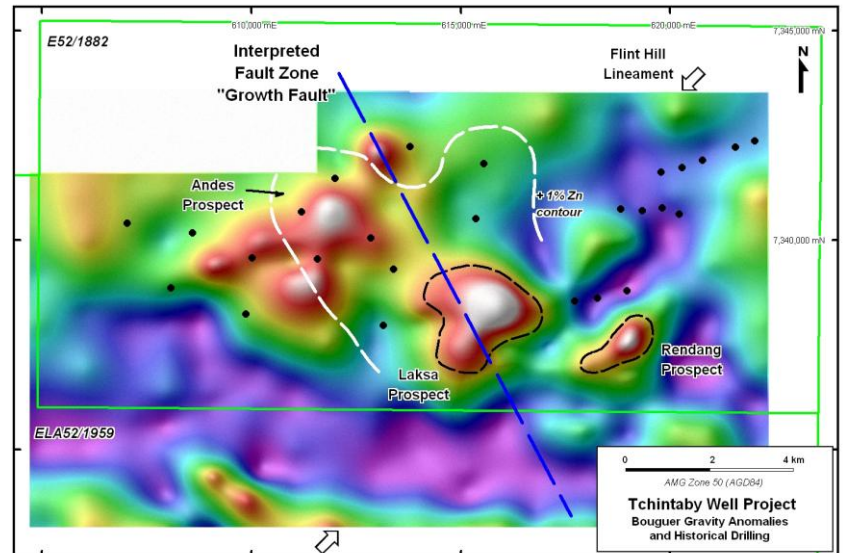 610,000 mE
615,000 mE
620,000 mE
7,345,000 mN
E52/1882
Interpreted
Fault Zone
"Growth Fault"
Flint Hill
Lineament
N
Andes
Prospect
+ 1% Zn
contour
7,340,000 mN
Laksa
Prospect
Rendang
Prospect
ELA52/1959
0 2 4 km
AMG Zone 50 (AGD84)
Tchintaby Well Project
Bouguer Gravity Anomalies
and Historical Drilling